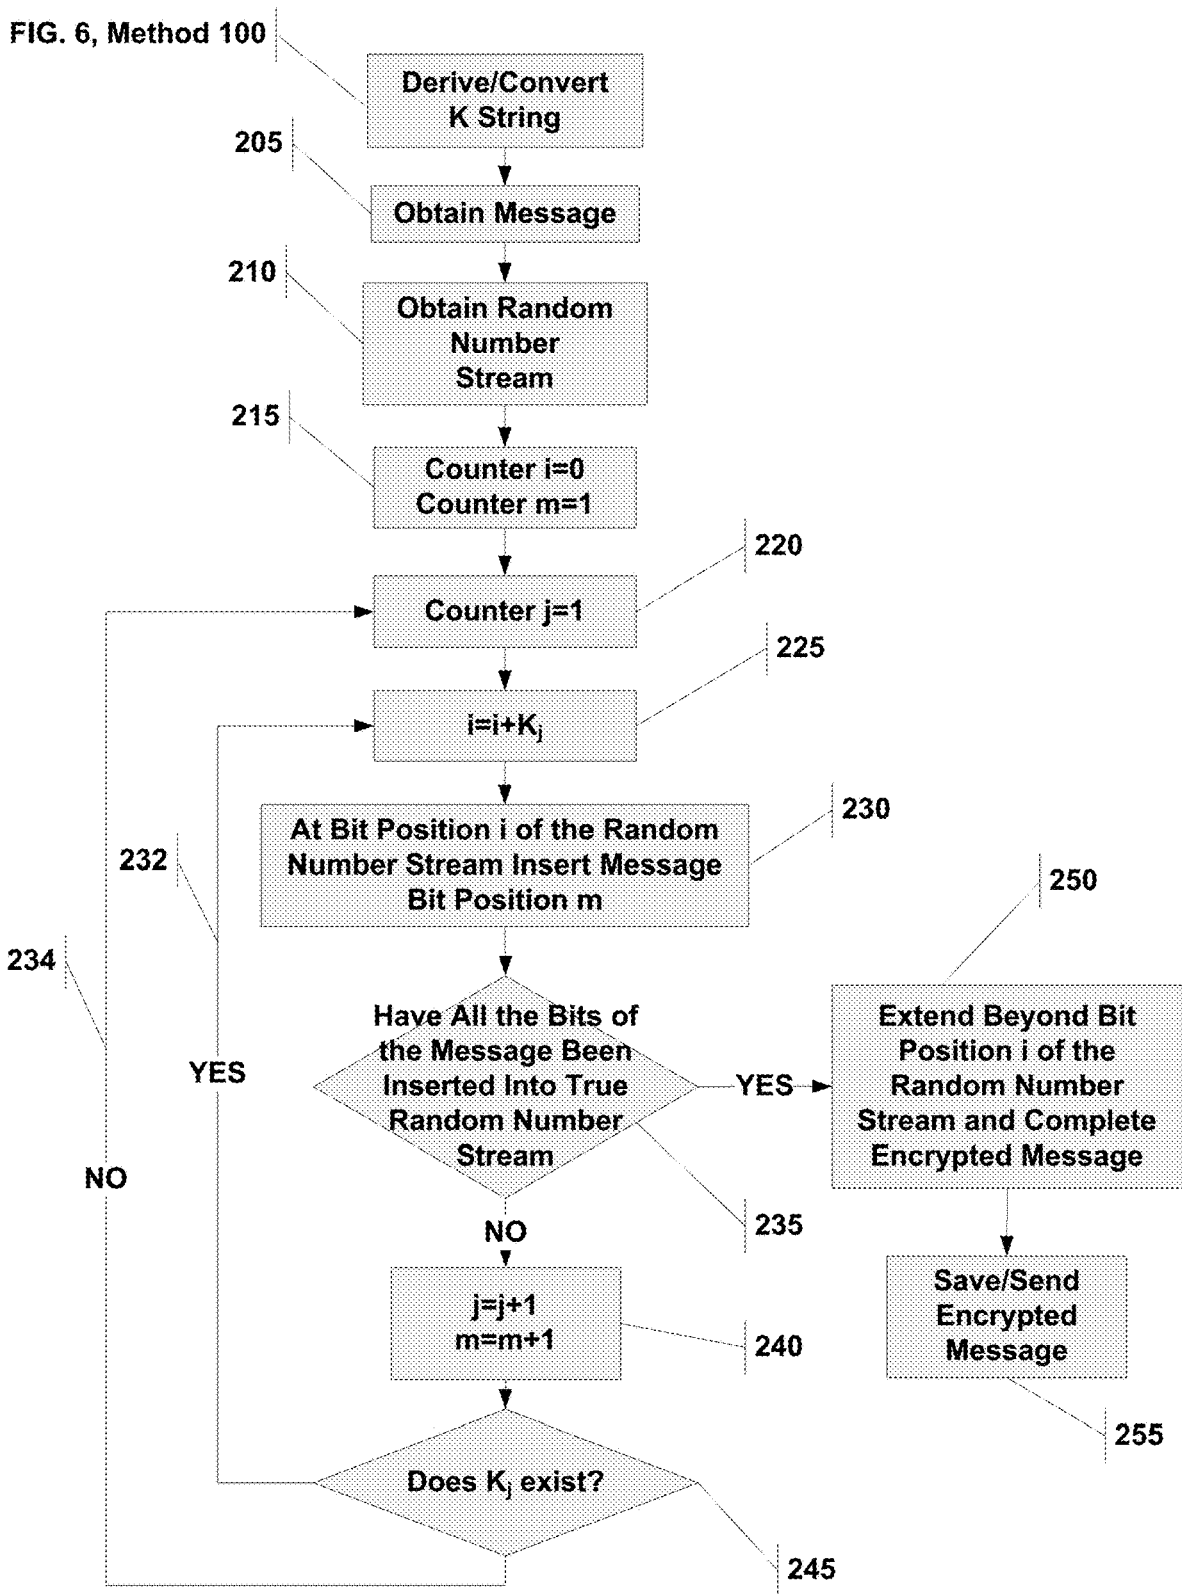 FIG. 6, Method 100
Derive/Convert
K String
205
Obtain Message
210
Obtain Random
Number
Stream
215
Counter i=0
Counter m=1
220
Counter j=1
225
i=i+Kj
230
At Bit Position i of the Random
Number Stream Insert Message
Bit Position m
232
234
250
Have All the Bits of
the Message Been
Inserted Into True
Random Number
Stream
YES
Extend Beyond Bit
Position i of the
Random Number
Stream and Complete
Encrypted Message
YES
NO
235
NO
j=j+1
m=m+1
240
Save/Send
Encrypted
Message
255
Does Kj exist?
245